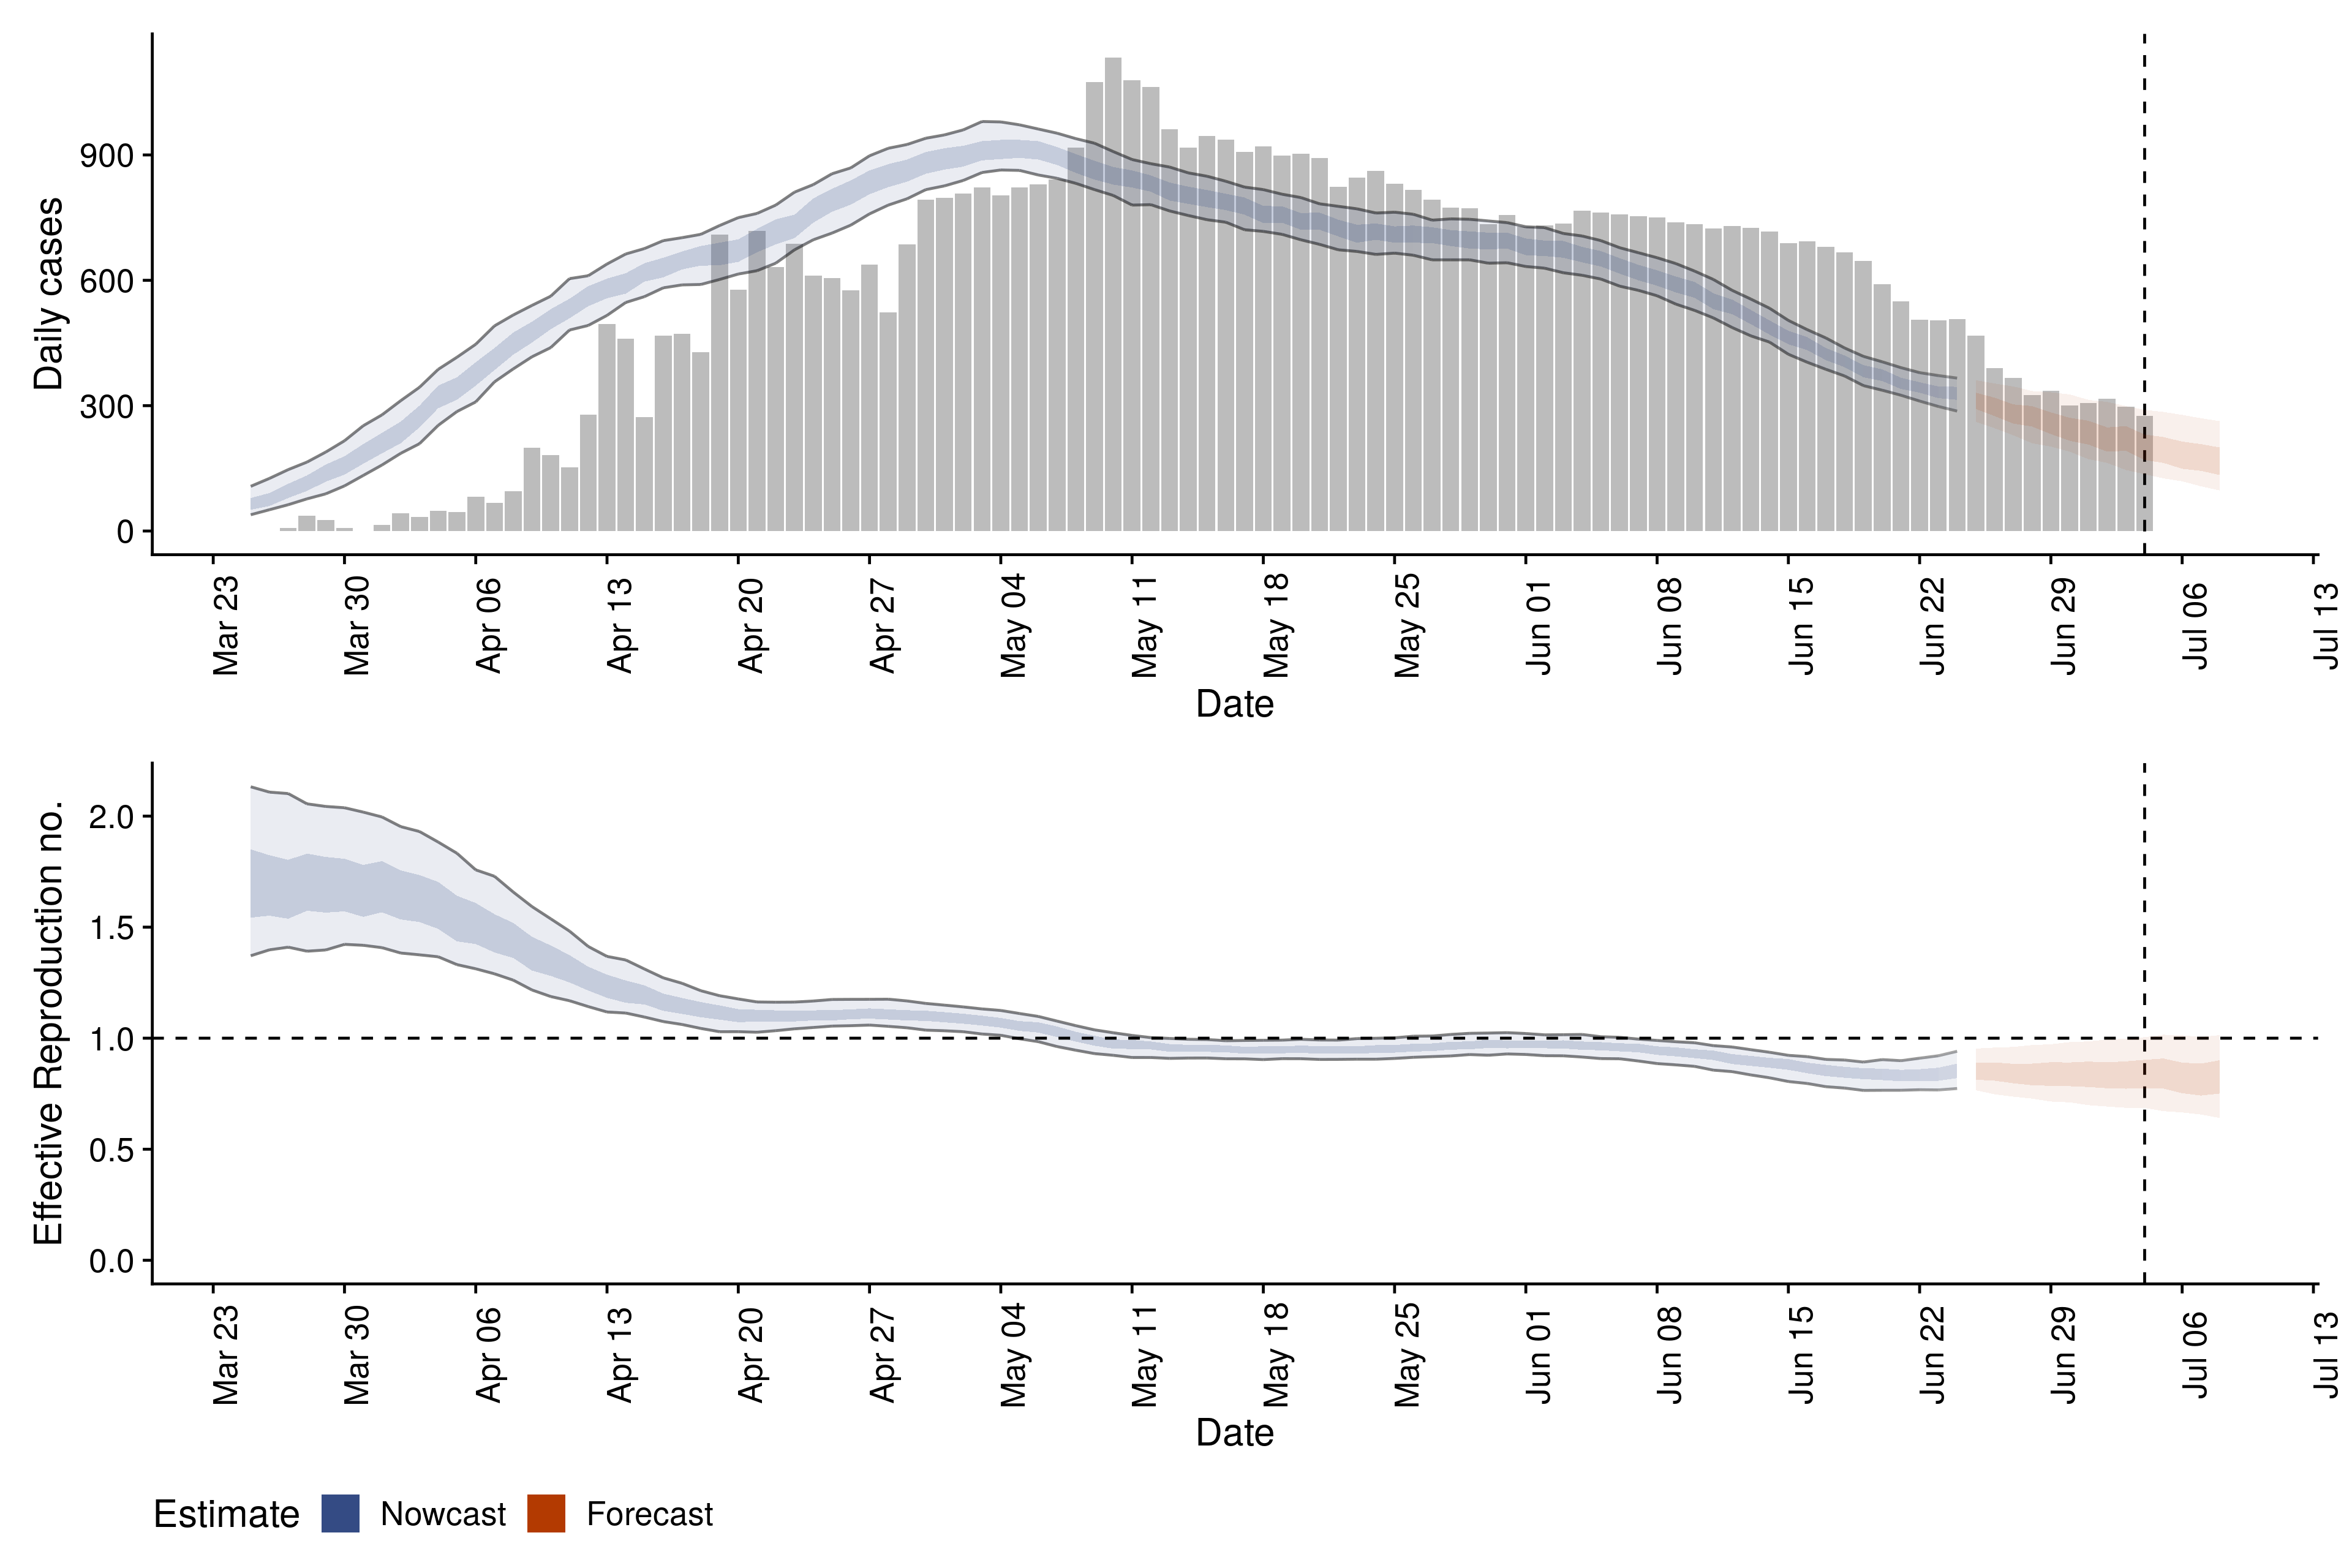 Daily cases
900
600
300
0
Mar 23
Mar 30
Apr 06
Apr 13
Apr 20
Apr 27
May 04
May 11
May 18
May 25
Jun 01
Jun 08
Jun 15
Jun 22
Jun 29
Jul 06
Jul 13
Date
Effective Reproduction no.
2.0
1.5
1.0
0.5
0.0
Mar 23
Mar 30
Apr 06
Apr 13
Apr 20
Apr 27
May 04
May 11
May 18
May 25
Jun 01
Jun 08
Jun 15
Jun 22
Jun 29
Jul 06
Jul 13
Date
Estimate Nowcast Forecast